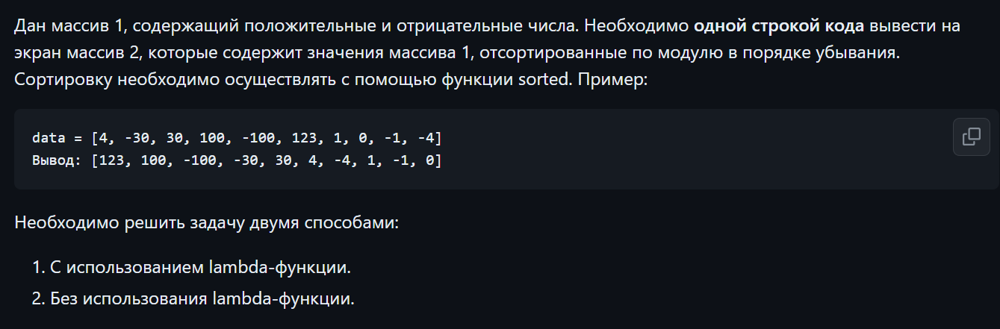 Дан массив 1, содержащий положительные и отрицательные числа. Необходимо одной строкой кода вывести на
экран массив 2, которые содержит значения массива 1, отсортированные по модулю в порядке убывания.
Сортировку необходимо осуществлять с помощью функции sorted. Пример:
data = [4, -30, 30, 100, -100, 123, 1, 0, -1, -4]
Вывод: [123, 100, -100, -30, 30, 4, -4, 1, -1, 0]
Необходимо решить задачу двумя способами:
1. С использованием lambda-функции.
2. Без использования lambda-функции.